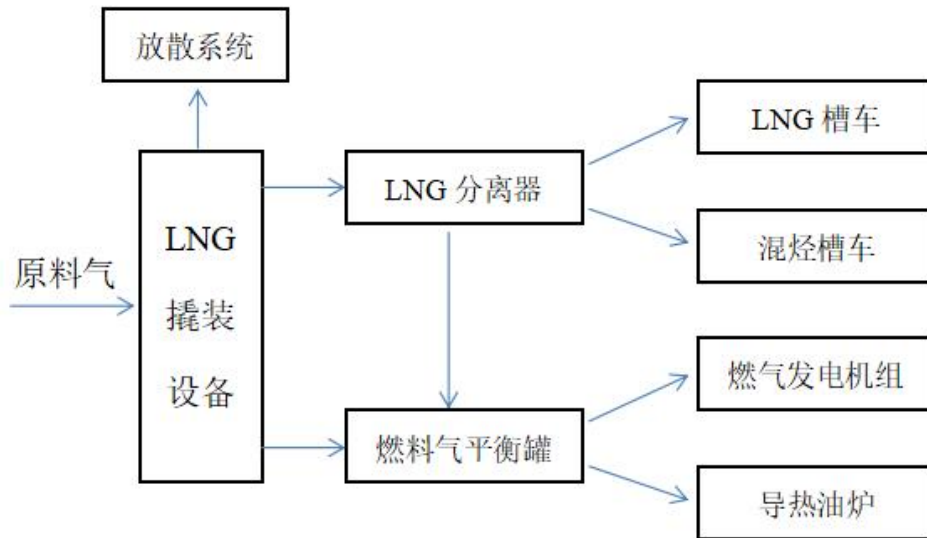 放散系统
原料气
LNG
撬装
设备
LNG 分离器
燃料气平衡罐
LNG 槽车
混烃槽车
燃气发电机组
导热油炉